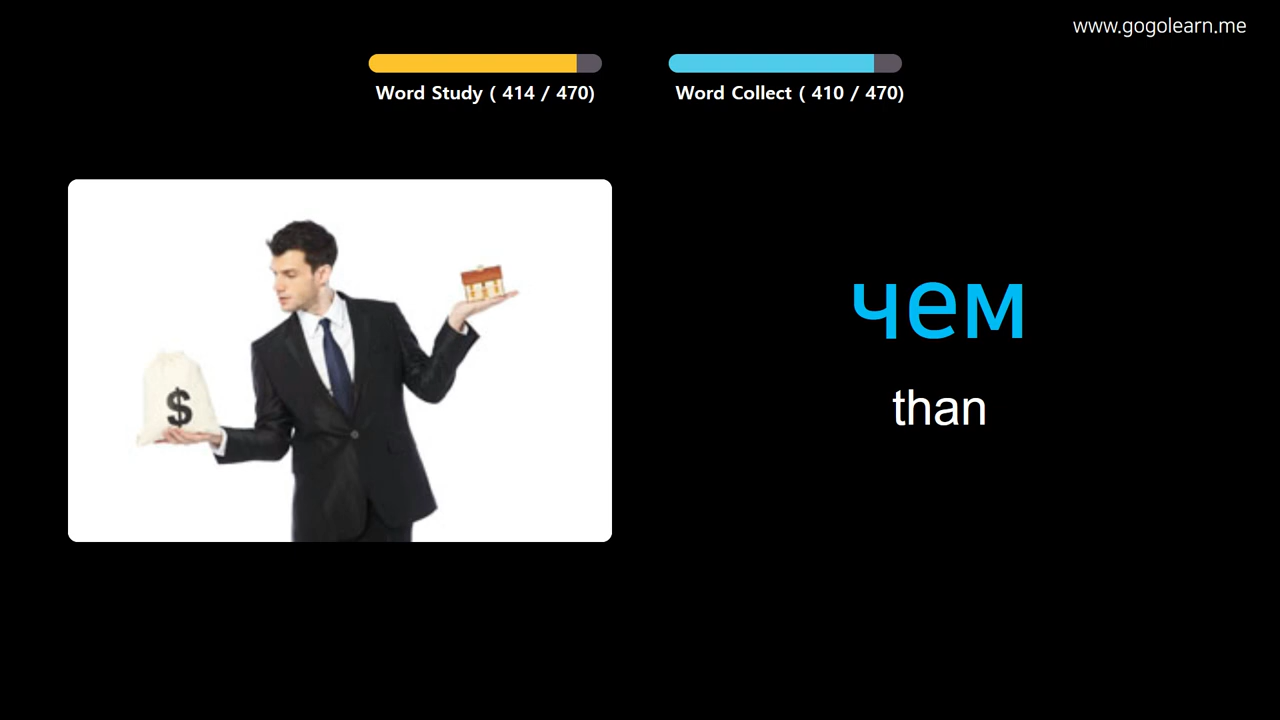 www.gogolearn.me
Word Study ( 414 / 470)
Word Collect ( 410 / 470)
чем
$
than